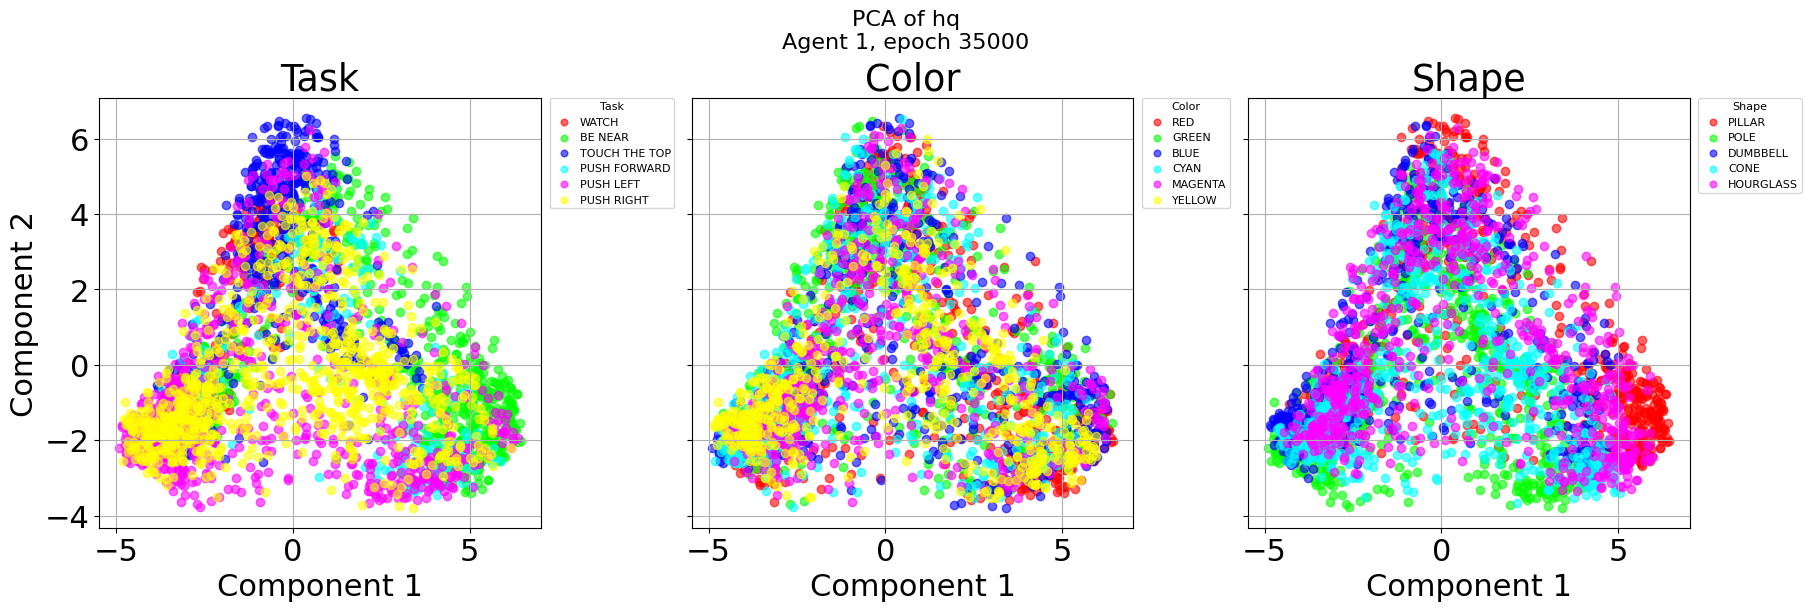 PCA of hq
Agent 1, epoch 35000
Task
Color
Shape
Task
WATCH
BE NEAR
TOUCH THE TOP
PUSH FORWARD
PUSH LEFT
PUSH RIGHT
Color
RED
GREEN
BLUE
CYAN
MAGENTA
YELLOW
Shape
PILLAR
POLE
DUMBBELL
CONE
HOURGLASS
Component 2
6
4
2
0
−2
−4
−5 0 5
−5 0 5
−5 0 5
Component 1
Component 1
Component 1